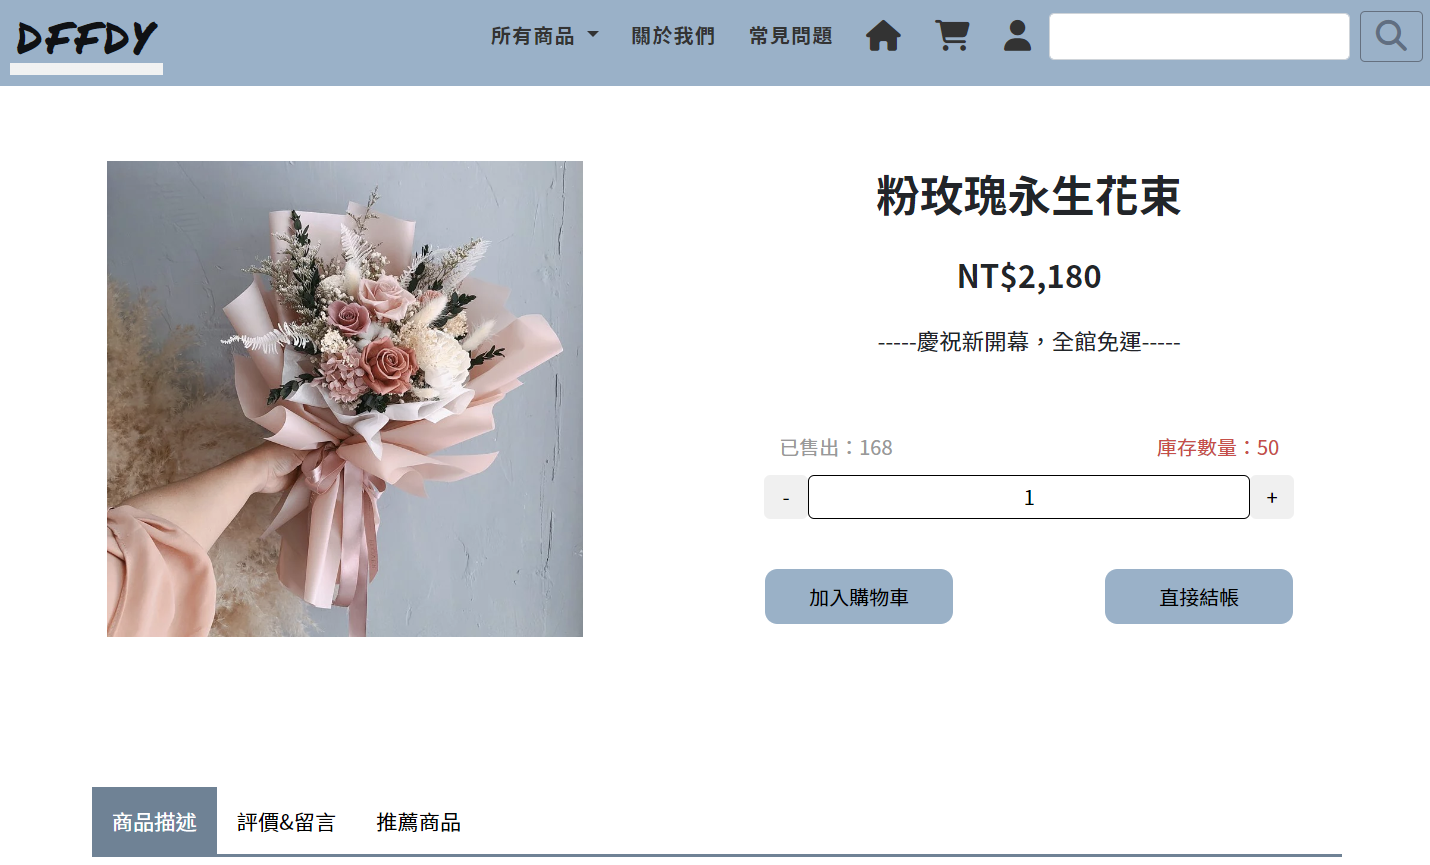 DFFDY
所有商品
關於我們
常見問題
粉玫瑰永生花束
NT$2,180
-----慶祝新開幕，全館免運-----
已售出：168
庫存數量：50
- 1 +
加入購物車
直接結帳
商品描述
評價&留言
推薦商品